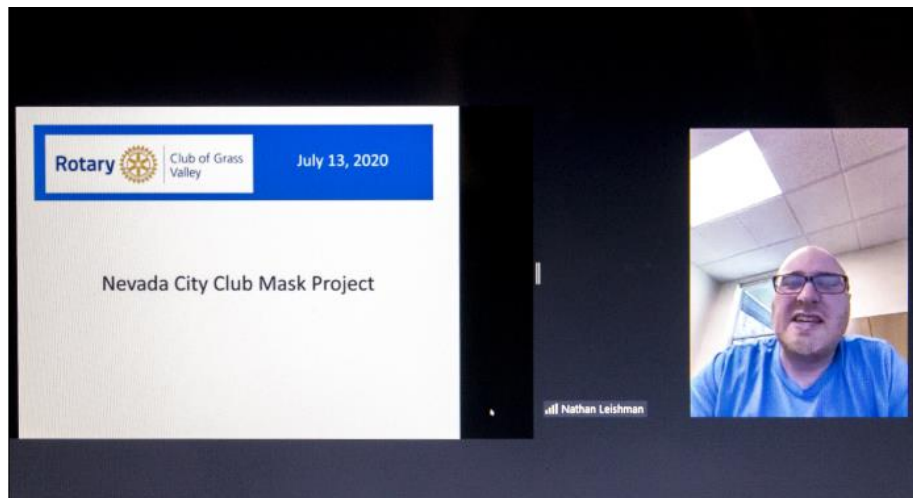 Rotary
Club of Grass
Valley
July 13, 2020
Nevada City Club Mask Project
Nathan Leishman